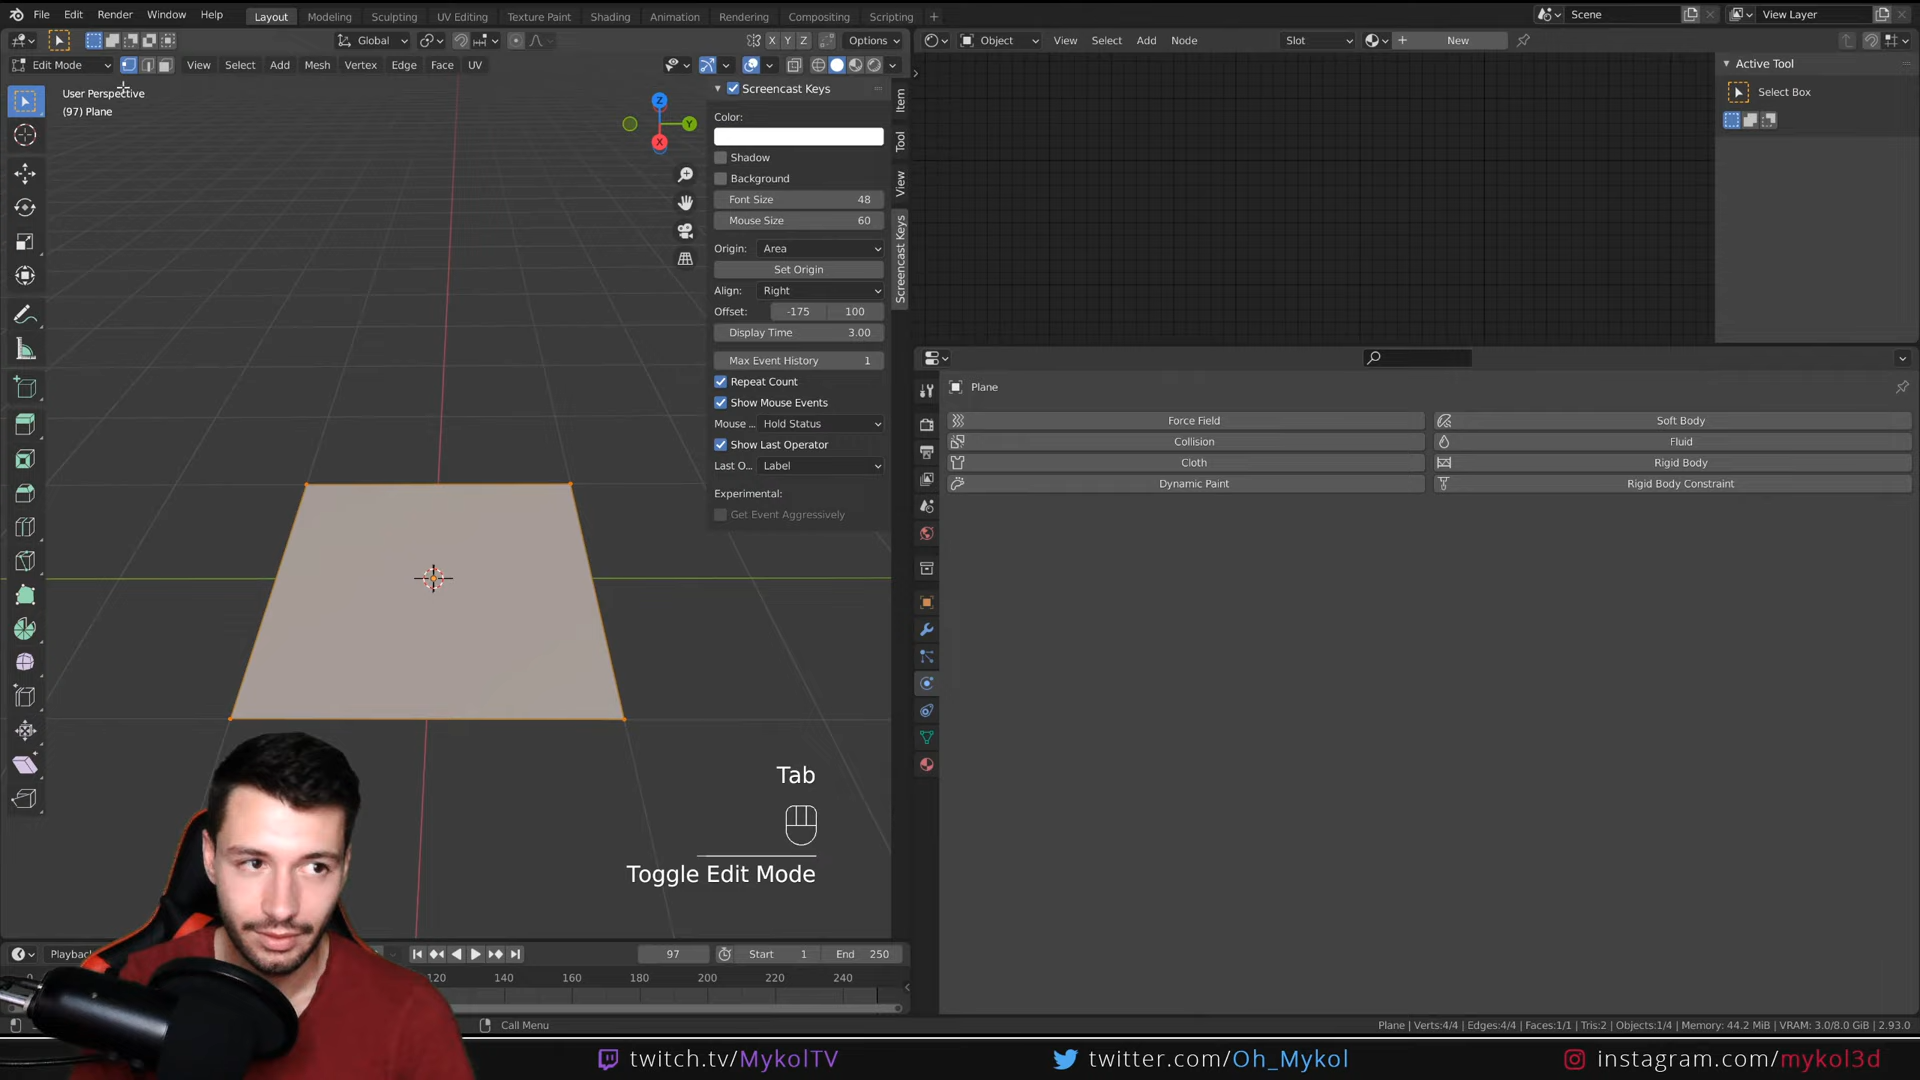 File Edit Render Window Help Layout Modeling Sculpting UV Editing Texture Paint Shading Animation Rendering Compositing Scripting + Scene View Layer
Global X Y Z Options Object View Select Add Node Slot New
Edit Mode View Select Add Mesh Vertex Edge Face UV
User Perspective
(97) Plane
Z
Y
X
Screencast Keys
Color:
Shadow
Background
Font Size 48
Mouse Size 60
Origin: Area
Set Origin
Align: Right
Offset: -175 100
Display Time 3.00
Max Event History 1
Repeat Count
Show Mouse Events
Mouse ... Hold Status
Show Last Operator
Last O... Label
Experimental:
Get Event Aggressively
Item
Tool
View
Screencast Keys
Active Tool
Select Box
Plane
Force Field Soft Body
Collision Fluid
Cloth Rigid Body
Dynamic Paint Rigid Body Constraint
Tab
Toggle Edit Mode
97 Start 1 End 250
120 140 160 180 200 220 240
Call Menu
Plane | Verts:4/4 | Edges:4/4 | Faces:1/1 | Tris:2 | Objects:1/4 | Memory: 44.2 MiB | VRAM: 3.0/8.0 GiB | 2.93.0
twitch.tv/MykolTV twitter.com/Oh_Mykol instagram.com/mykol3d